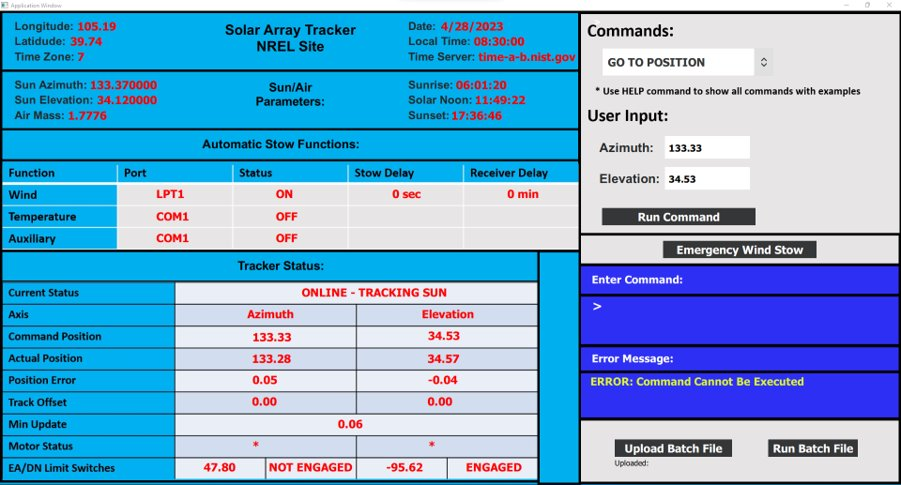 Application Window
Longitude: 105.19
Latidude: 39.74
Time Zone: 7
Solar Array Tracker
NREL Site
Date: 4/28/2023
Local Time: 08:30:00
Time Server: time-a-b.nist.gov
Sun Azimuth: 133.370000
Sun Elevation: 34.120000
Air Mass: 1.7776
Sun/Air
Parameters:
Sunrise: 06:01:20
Solar Noon: 11:49:22
Sunset: 17:36:46
Automatic Stow Functions:
Function Port Status Stow Delay Receiver Delay
Wind LPT1 ON 0 sec 0 min
Temperature COM1 OFF
Auxiliary COM1 OFF
Tracker Status:
Current Status ONLINE - TRACKING SUN
Axis Azimuth Elevation
Command Position 133.33 34.53
Actual Position 133.28 34.57
Position Error 0.05 -0.04
Track Offset 0.00 0.00
Min Update 0.06
Motor Status * *
EA/DN Limit Switches 47.80 NOT ENGAGED -95.62 ENGAGED
Commands:
GO TO POSITION
* Use HELP command to show all commands with examples
User Input:
Azimuth: 133.33
Elevation: 34.53
Run Command
Emergency Wind Stow
Enter Command:
>
Error Message:
ERROR: Command Cannot Be Executed
Upload Batch File Run Batch File
Uploaded: